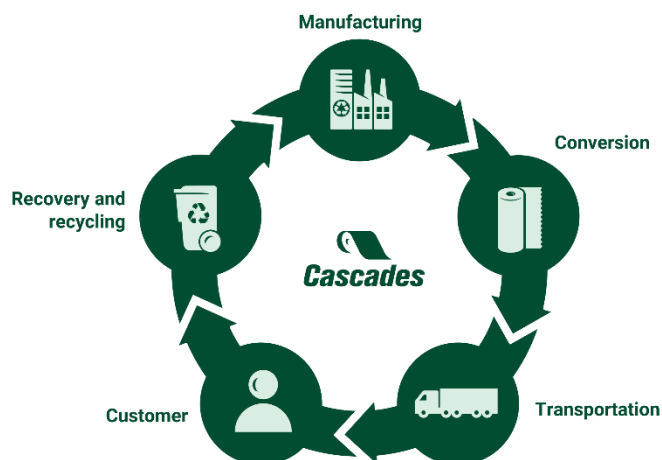 Manufacturing
Conversion
Recovery and
recycling
Cascades
Customer
Transportation